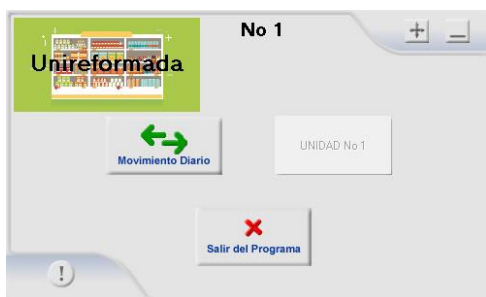 No 1
Unireformada
Movimiento Diario
UNIDAD No 1
Salir del Programa
!